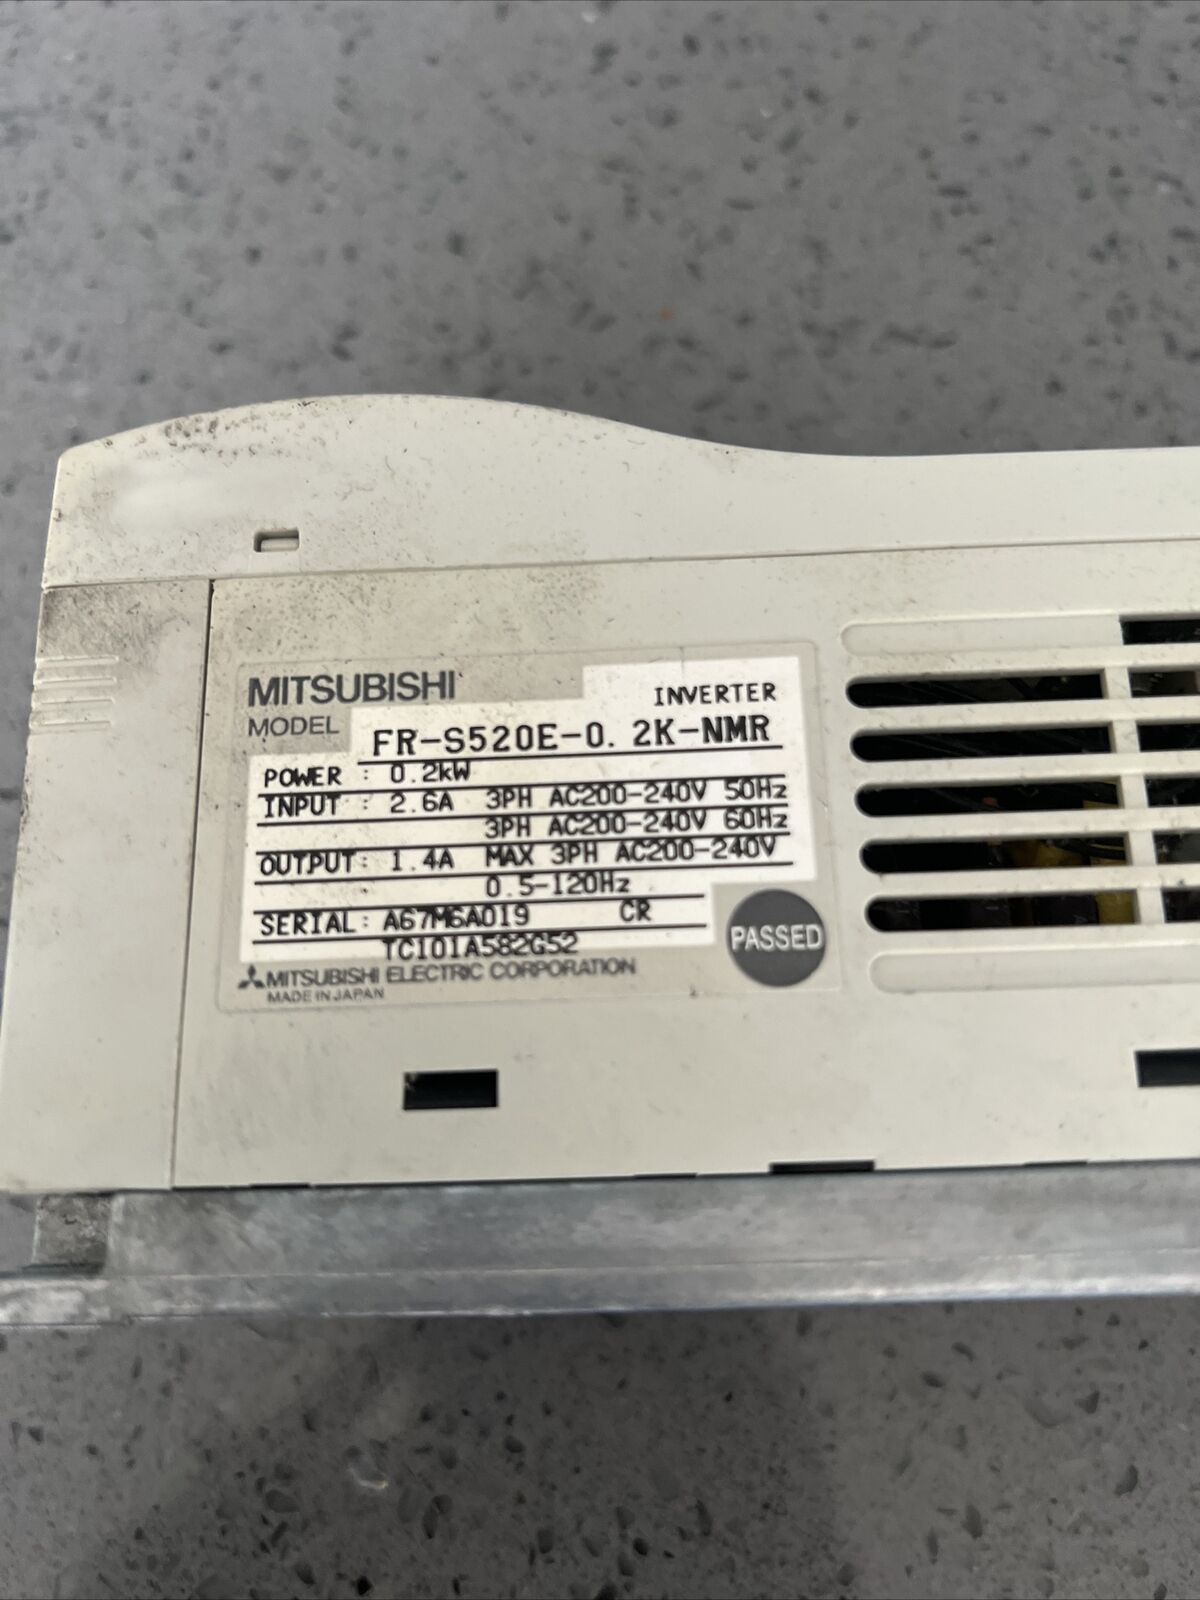 MITSUBISHI
INVERTER
MODEL FR-S520E-0.2K-NMR
POWER : 0.2kW
INPUT : 2.6A 3PH AC200-240V 50Hz
3PH AC200-240V 60Hz
OUTPUT: 1.4A MAX 3PH AC200-240V
0.5-120Hz
SERIAL: A67M6A019 CR
TC101A582G52
PASSED
MITSUBISHI ELECTRIC CORPORATION
MADE IN JAPAN